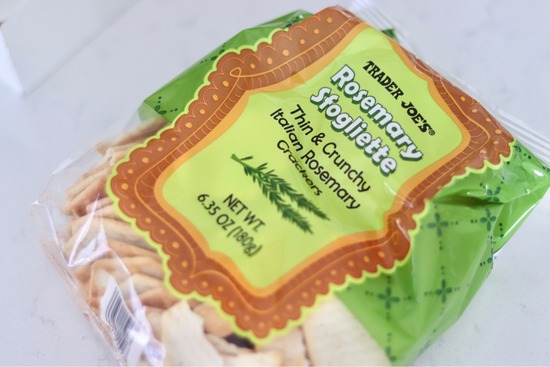 TRADER JOE'S®
Rosemary
Sfogliette
Thin & Crunchy
Italian Rosemary
Crackers
NET WT.
6.35 OZ (180g)